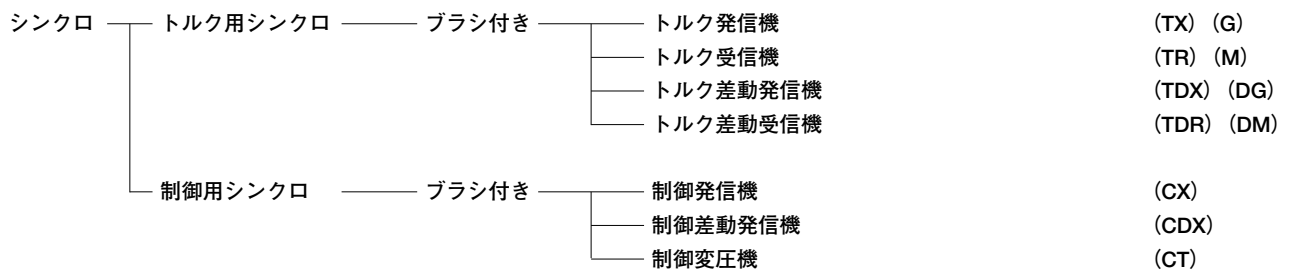 シンクロ トルク用シンクロ ブラシ付き トルク発信機 (TX) (G)
トルク受信機 (TR) (M)
トルク差動発信機 (TDX) (DG)
トルク差動受信機 (TDR) (DM)
制御用シンクロ ブラシ付き 制御発信機 (CX)
制御差動発信機 (CDX)
制御変圧機 (CT)